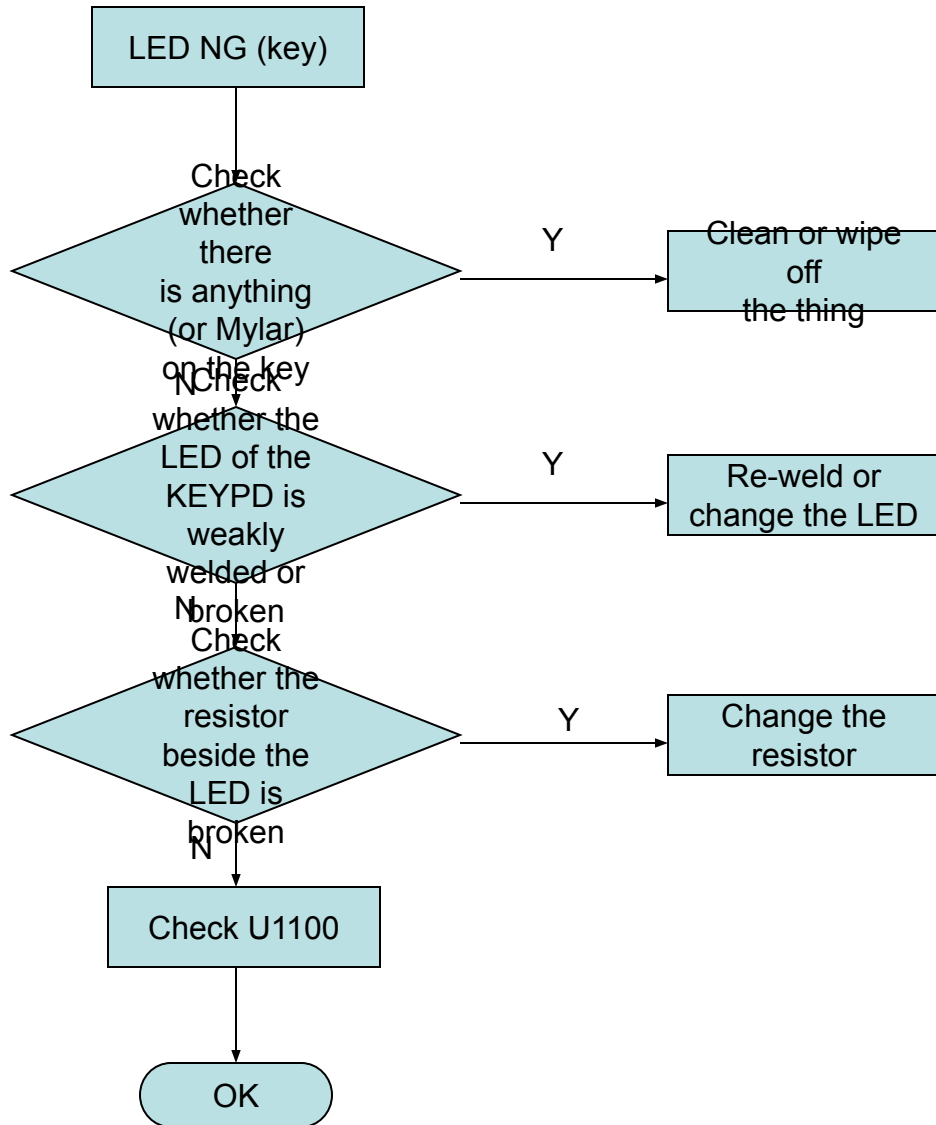 LED NG (key)
Check
whether
there
is anything
(or Mylar)
on the key
Y
Clean or wipe
off
the thing
N
Check
whether the
LED of the
KEYPD is
weakly
welded or
broken
Y
Re-weld or
change the LED
N
Check
whether the
resistor
beside the
LED is
broken
Y
Change the
resistor
N
Check U1100
OK